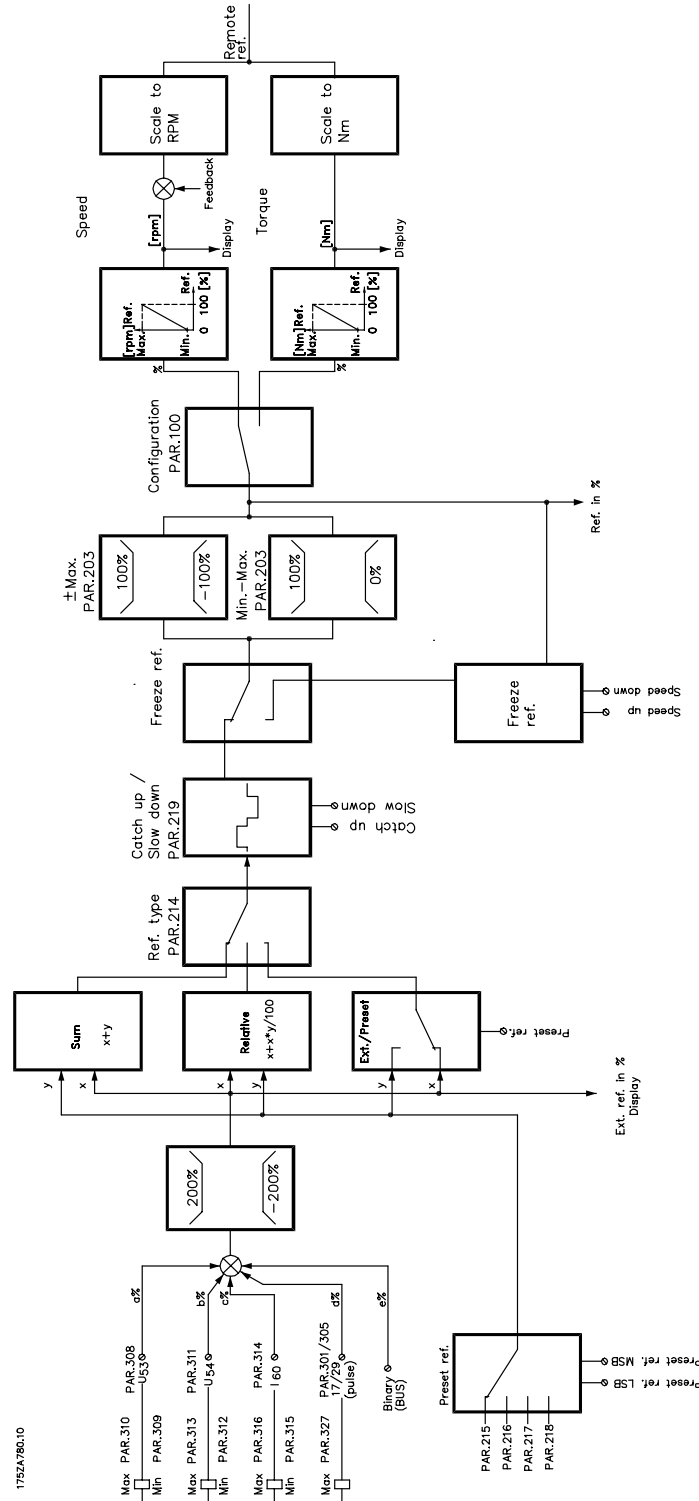 175ZA780.10
Max PAR.310
Min PAR.309
PAR.308
U53
a%
Max PAR.313
Min PAR.312
PAR.311
U54
b%
Max PAR.316
Min PAR.315
PAR.314
I 60
c%
Max PAR.327
PAR.301/305
17/29
(pulse)
d%
Binary
(BUS)
e%
Preset ref.
PAR.215
PAR.216
PAR.217
PAR.218
Preset ref. LSB
Preset ref. MSB
200%
-200%
Ext. ref. in %
Display
y
x
Sum
x+y
x
y
Relative
x+x*y/100
y
x
Ext./Preset
Preset ref.
Ref. type
PAR.214
Catch up /
Slow down
PAR.219
Catch up
Slow down
Freeze ref.
Freeze
ref.
Speed up
Speed down
±Max.
PAR.203
100%
-100%
Min.-Max.
PAR.203
100%
0%
Ref. in %
Configuration
PAR.100
%
[rpm]Ref.
Max.
Min.
Ref.
0 100 [%]
%
[Nm]Ref.
Max.
Min.
Ref.
0 100 [%]
Speed
[rpm]
Display
Feedback
Torque
[Nm]
Display
Scale to
RPM
Scale to
Nm
Remote
ref.